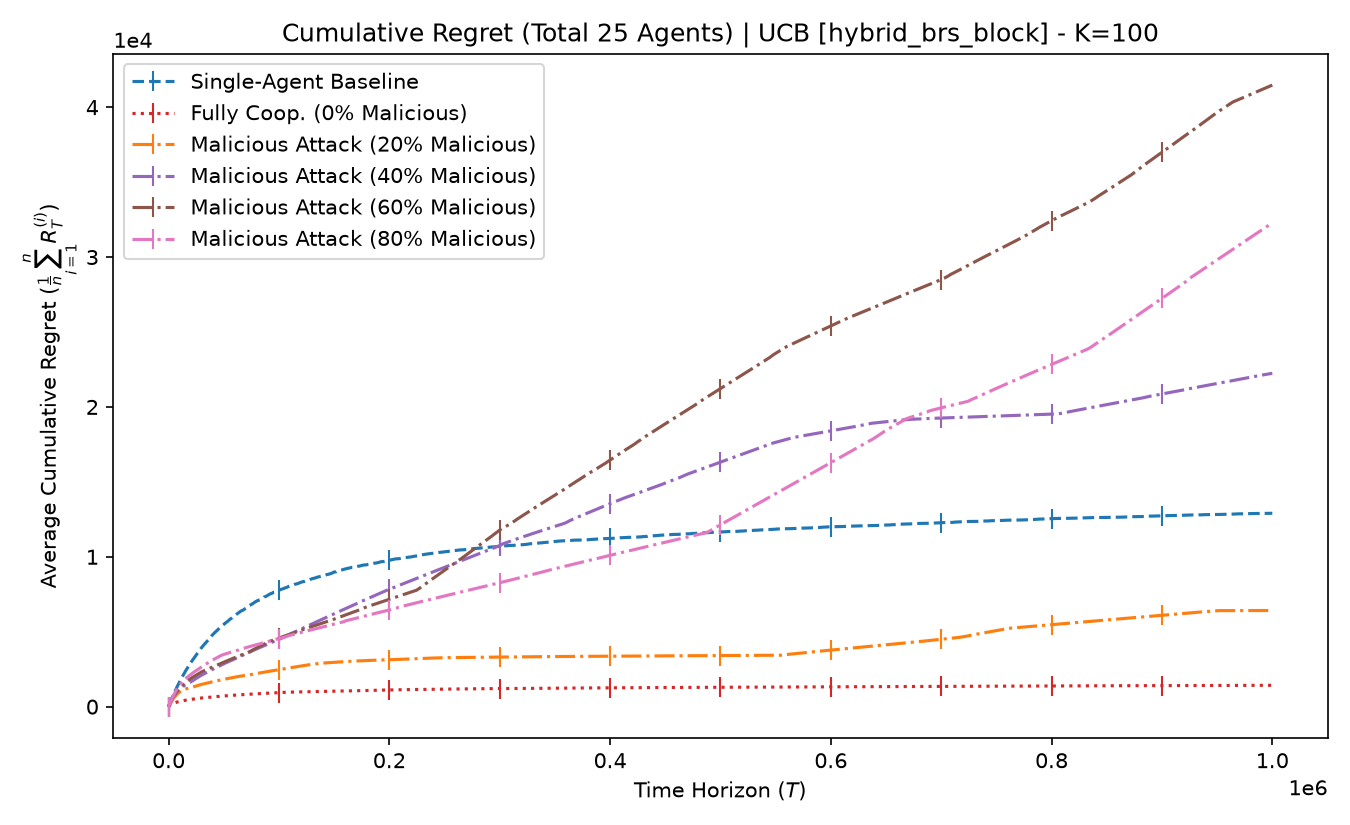 Cumulative Regret (Total 25 Agents) | UCB [hybrid_brs_block] - K=100
1e4
Single-Agent Baseline
Fully Coop. (0% Malicious)
Malicious Attack (20% Malicious)
Malicious Attack (40% Malicious)
Malicious Attack (60% Malicious)
Malicious Attack (80% Malicious)
Average Cumulative Regret ($\frac{1}{n}\sum_{i=1}^{n} R_T^{(i)}$)
4
3
2
1
0
0.0 0.2 0.4 0.6 0.8 1.0
1e6
Time Horizon (T)